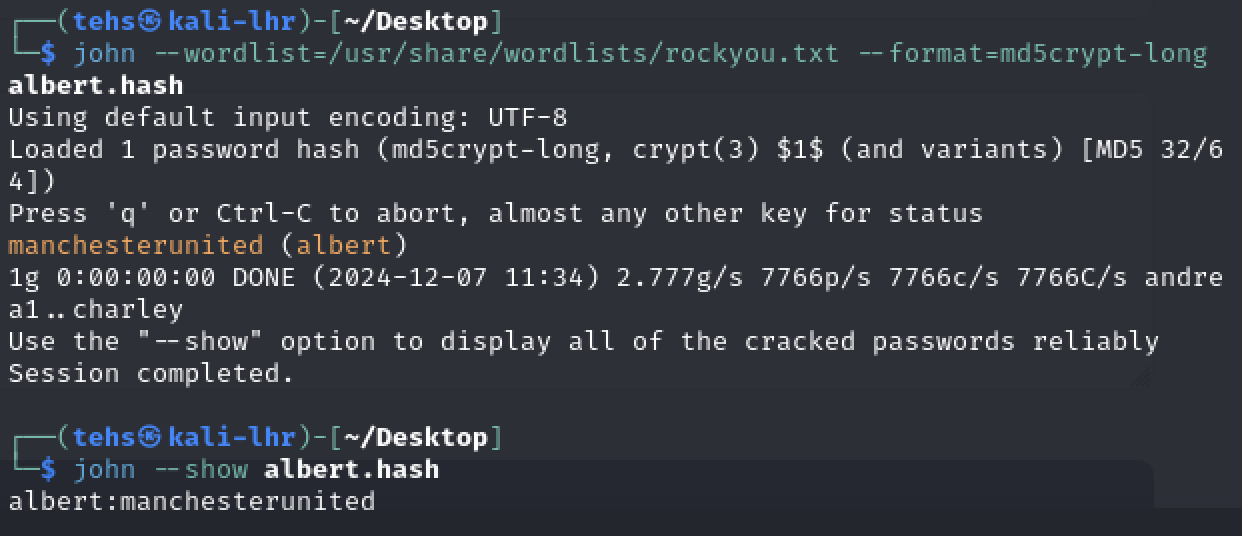 ┌──(tehs㉿kali-lhr)-[~/Desktop]
└─$ john --wordlist=/usr/share/wordlists/rockyou.txt --format=md5crypt-long
albert.hash
Using default input encoding: UTF-8
Loaded 1 password hash (md5crypt-long, crypt(3) $1$ (and variants) [MD5 32/6
4])
Press 'q' or Ctrl-C to abort, almost any other key for status
manchesterunited (albert)
1g 0:00:00:00 DONE (2024-12-07 11:34) 2.777g/s 7766p/s 7766c/s 7766C/s andre
a1..charley
Use the "--show" option to display all of the cracked passwords reliably
Session completed.
┌──(tehs㉿kali-lhr)-[~/Desktop]
└─$ john --show albert.hash
albert:manchesterunited